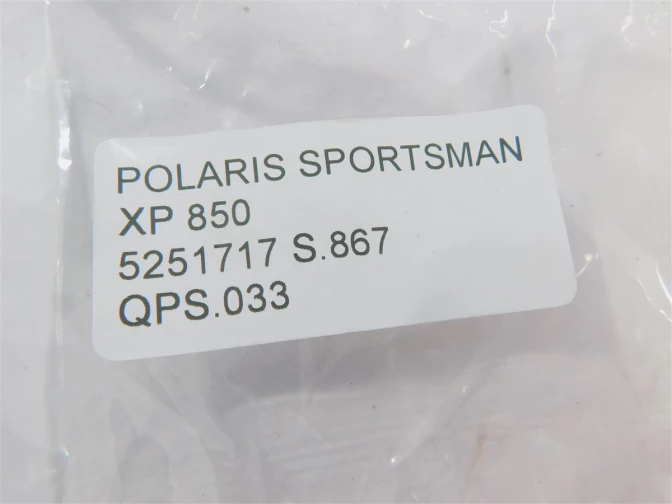 POLARIS SPORTSMAN
XP 850
5251717 S.867
QPS.033